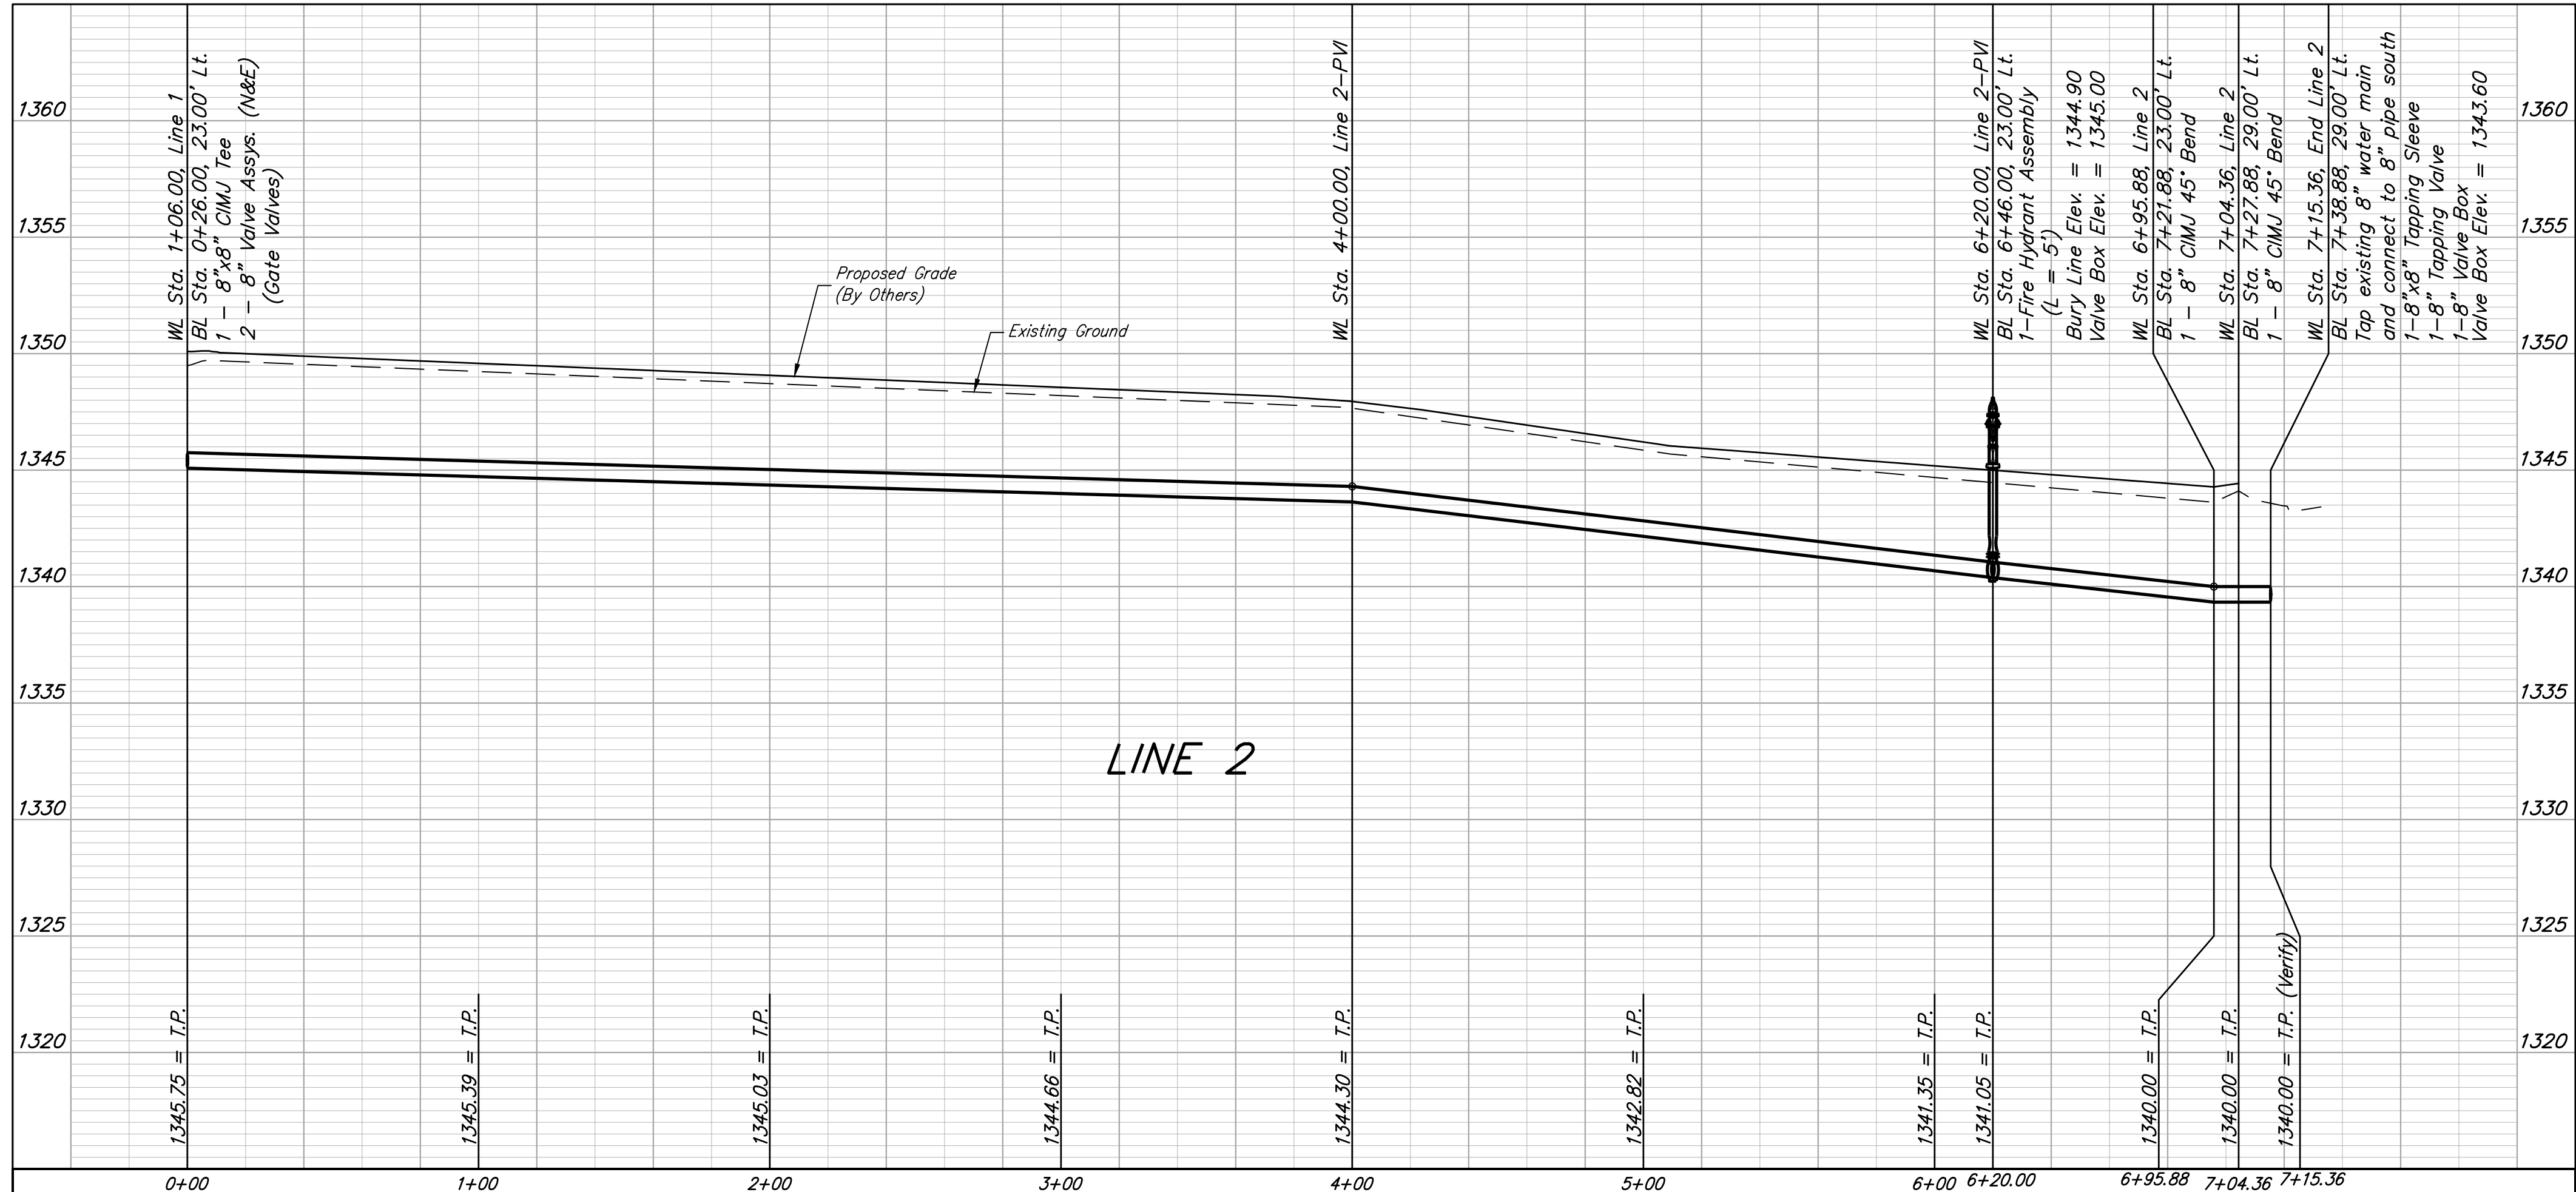 WL Sta. 1+06.00, Line 1
BL Sta. 0+26.00, 23.00' Lt.
1 - 8"x8" CIMJ Tee
2 - 8" Valve Assys. (N&E)
(Gate Valves)
WL Sta. 4+00.00, Line 2-PVI
WL Sta. 6+20.00, Line 2-PVI
BL Sta. 6+46.00, 23.00' Lt.
1-Fire Hydrant Assembly
(L = 5')
Bury Line Elev. = 1344.90
Valve Box Elev. = 1345.00
WL Sta. 6+95.88, Line 2
BL Sta. 7+21.88, 23.00' Lt.
1 - 8" CIMJ 45° Bend
WL Sta. 7+04.36, Line 2
BL Sta. 7+27.88, 29.00' Lt.
1 - 8" CIMJ 45° Bend
WL Sta. 7+15.36, End Line 2
BL Sta. 7+38.88, 29.00' Lt.
Tap existing 8" water main
and connect to 8" pipe south
1-8"x8" Tapping Sleeve
1-8" Tapping Valve
1-8" Valve Box
Valve Box Elev. = 1343.60
1360
1355
1350
1345
1340
1335
1330
1325
1320
Proposed Grade
(By Others)
Existing Ground
LINE 2
1360
1355
1350
1345
1340
1335
1330
1325
1320
1345.75 = T.P.
1345.39 = T.P.
1345.03 = T.P.
1344.66 = T.P.
1344.30 = T.P.
1342.82 = T.P.
1341.35 = T.P.
1341.05 = T.P.
1340.00 = T.P.
1340.00 = T.P.
1340.00 = T.P. (Verify)
0+00 1+00 2+00 3+00 4+00 5+00 6+00 6+20.00 6+95.88 7+04.36 7+15.36